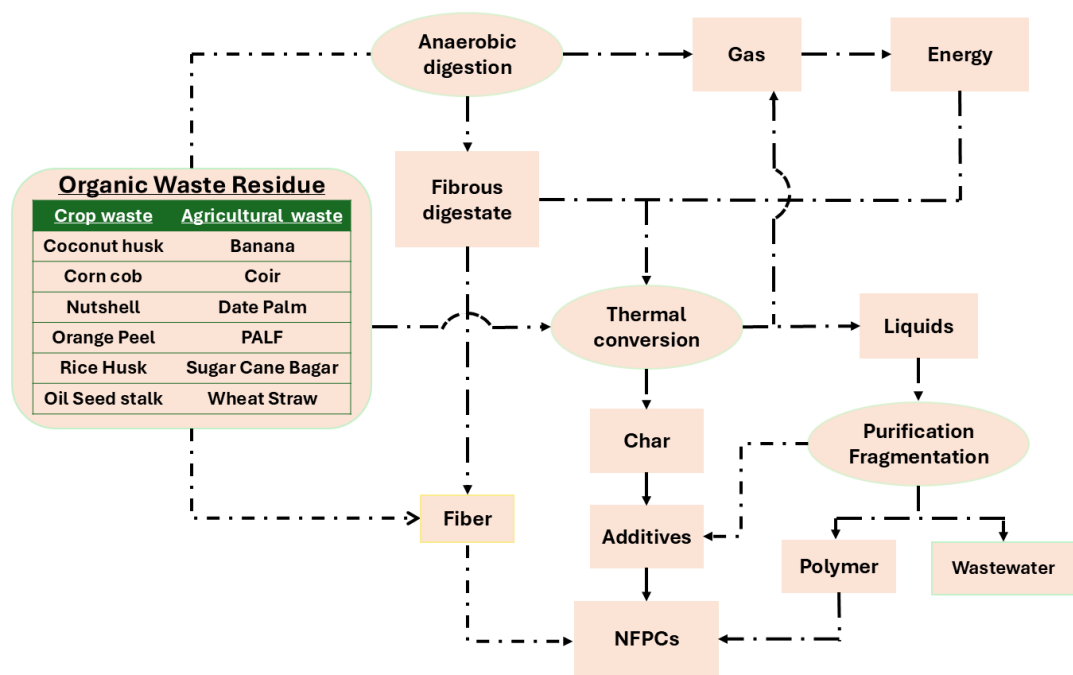 Anaerobic
digestion
Gas
Energy
Organic Waste Residue
Crop waste Agricultural waste
Coconut husk Banana
Corn cob Coir
Nutshell Date Palm
Orange Peel PALF
Rice Husk Sugar Cane Bagar
Oil Seed stalk Wheat Straw
Fibrous
digestate
Thermal
conversion
Liquids
Char
Purification
Fragmentation
Fiber
Additives
Polymer
Wastewater
NFPCs